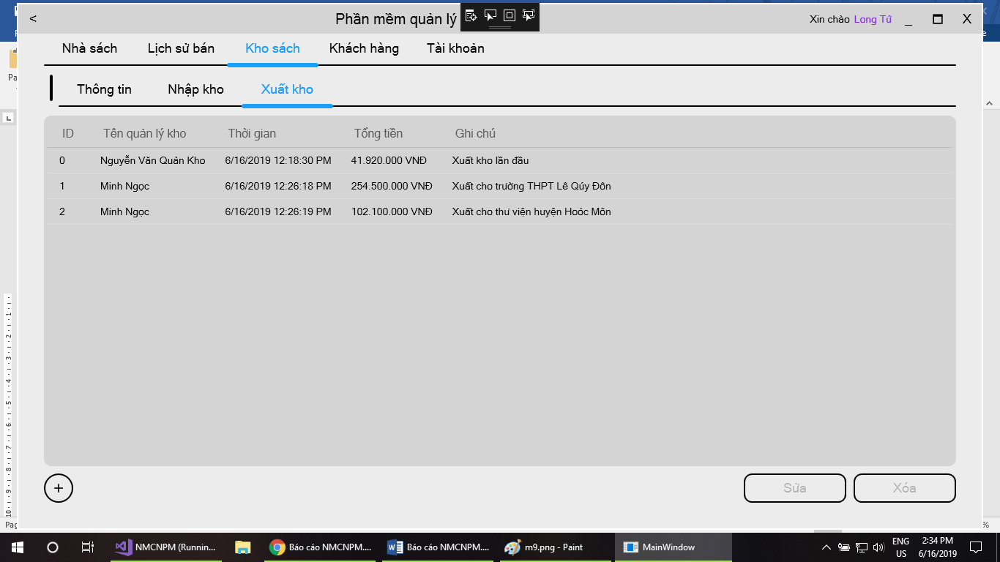 < Phần mềm quản lý Xin chào Long Tứ _ X
Nhà sách Lịch sử bán Kho sách Khách hàng Tài khoản
Thông tin Nhập kho Xuất kho
ID Tên quản lý kho Thời gian Tổng tiền Ghi chú
0 Nguyễn Văn Quản Kho 6/16/2019 12:18:30 PM 41.920.000 VNĐ Xuất kho lần đầu
1 Minh Ngọc 6/16/2019 12:26:18 PM 254.500.000 VNĐ Xuất cho trường THPT Lê Qúy Đôn
2 Minh Ngọc 6/16/2019 12:26:19 PM 102.100.000 VNĐ Xuất cho thư viện huyện Hoóc Môn
+ Sửa Xóa
NMCNPM (Runnin... Báo cáo NMCNPM.... Báo cáo NMCNPM.... m9.png - Paint MainWindow ENG 2:34 PM
US 6/16/2019